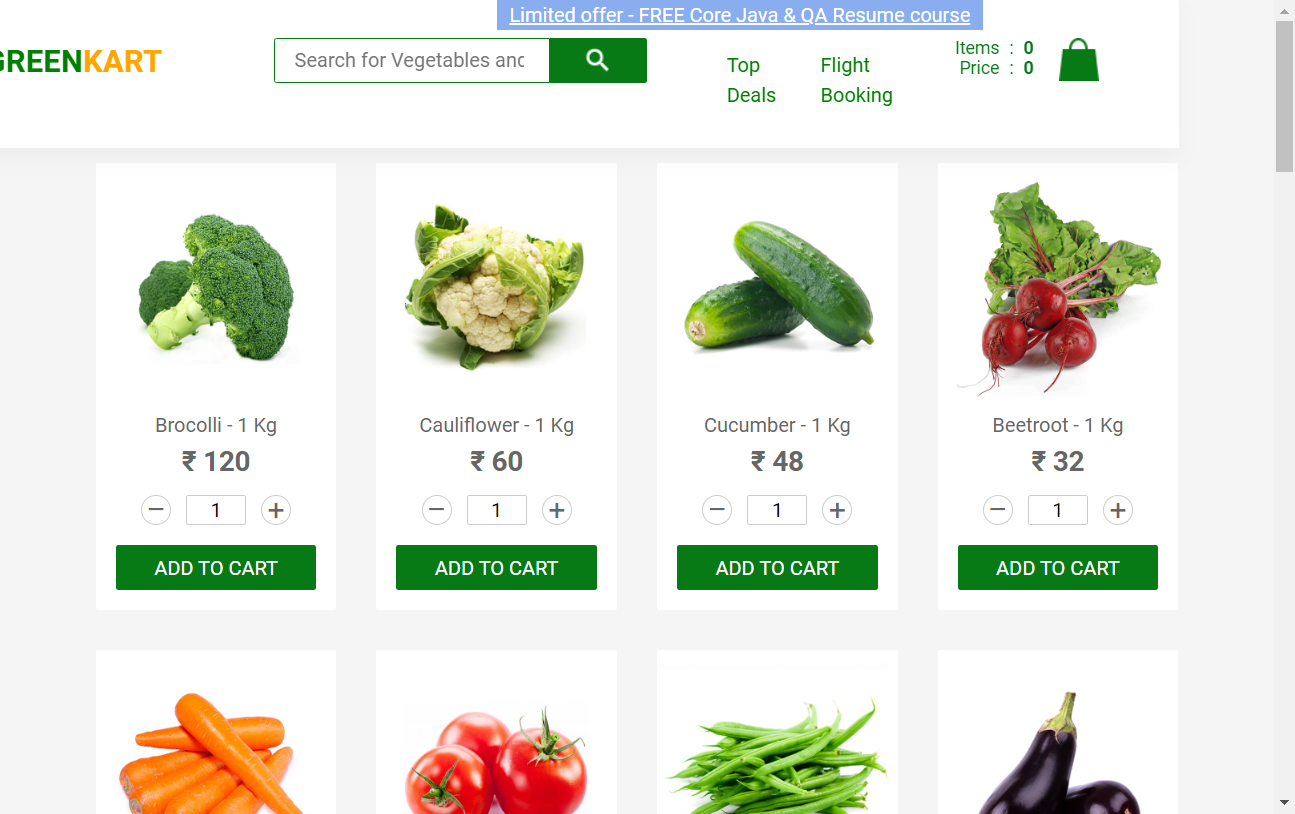 Limited offer - FREE Core Java & QA Resume course
GREENKART
Search for Vegetables and
Top Deals
Flight Booking
Items : 0
Price : 0
Brocolli - 1 Kg
₹ 120
1
ADD TO CART
Cauliflower - 1 Kg
₹ 60
1
ADD TO CART
Cucumber - 1 Kg
₹ 48
1
ADD TO CART
Beetroot - 1 Kg
₹ 32
1
ADD TO CART